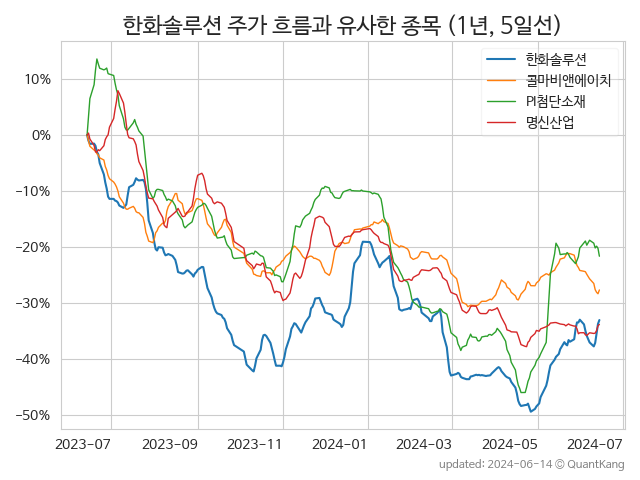 한화솔루션 주가 흐름과 유사한 종목 (1년, 5일선)
한화솔루션
콜마비앤에이치
PI첨단소재
명신산업
10%
0%
−10%
−20%
−30%
−40%
−50%
2023-07 2023-09 2023-11 2024-01 2024-03 2024-05 2024-07
updated: 2024-06-14 © QuantKang